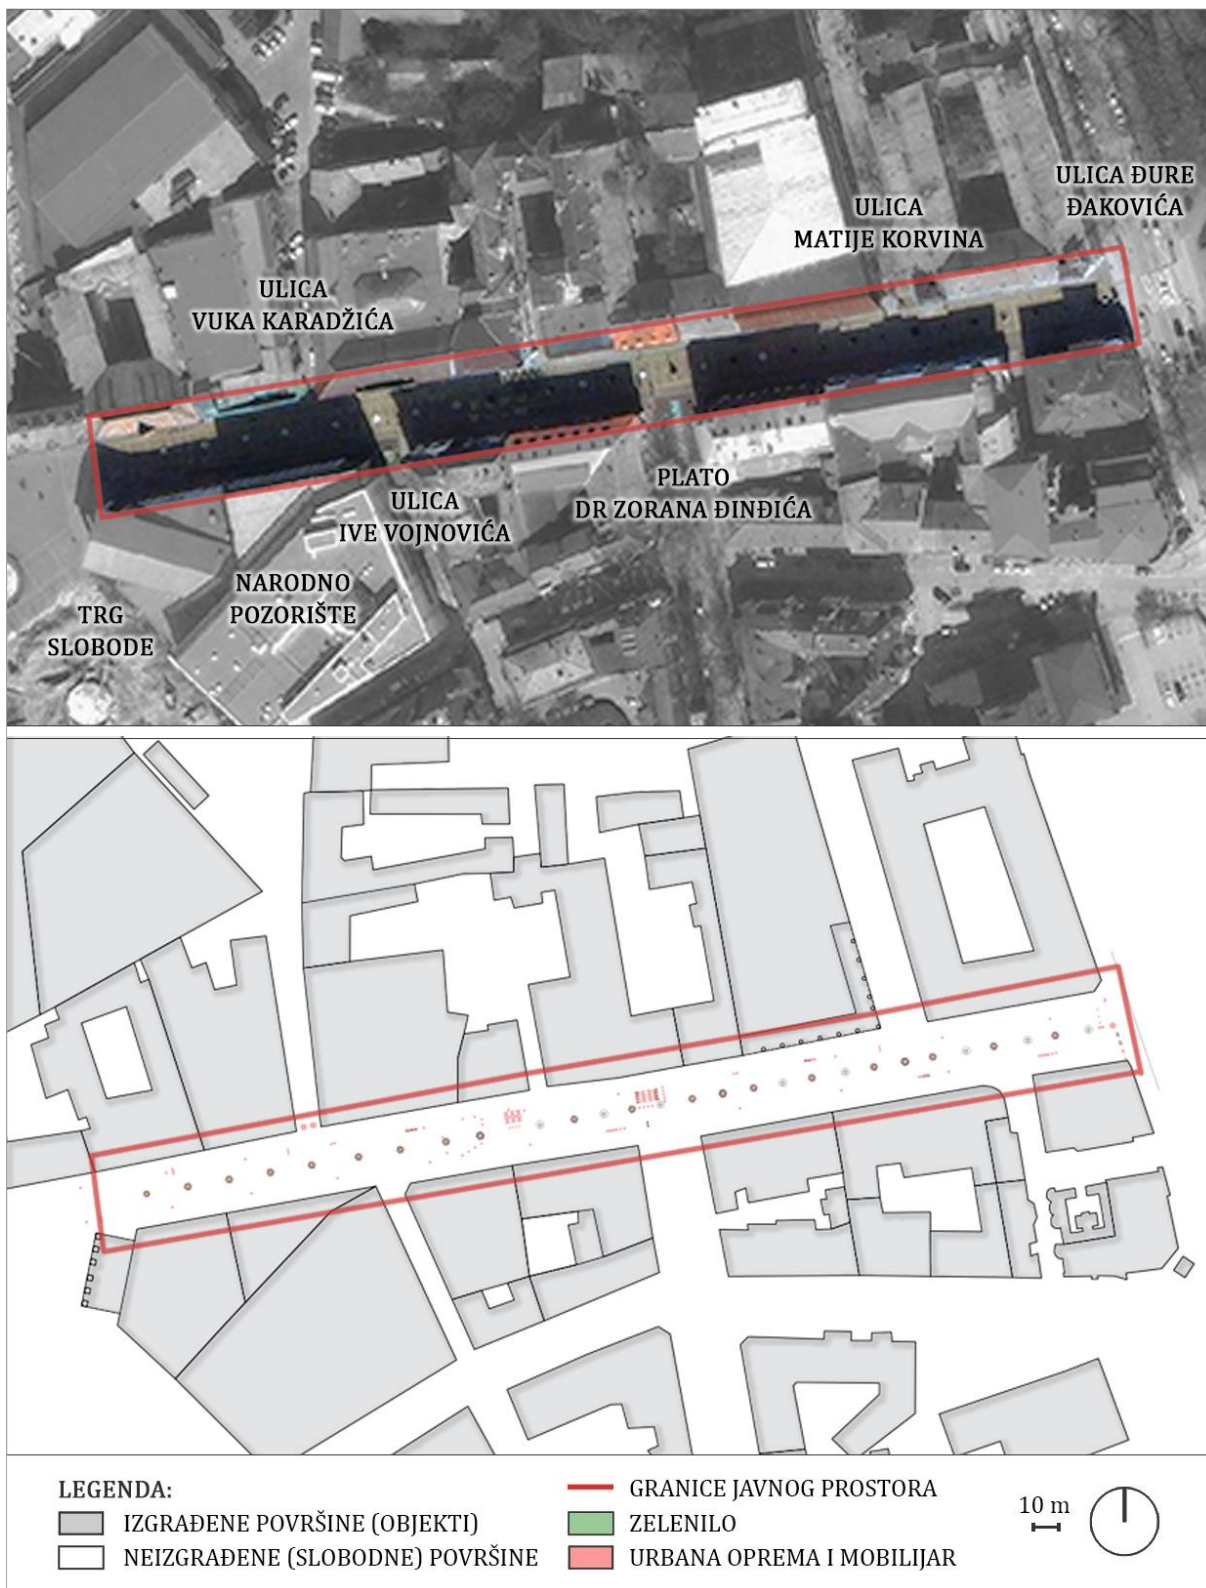 ULICA ĐURE
ĐAKOVIĆA
ULICA
MATIJE KORVINA
ULICA
VUKA KARADŽIĆA
PLATO
DR ZORANA ĐINĐIĆA
ULICA
IVE VOJNOVIĆA
NARODNO
POZORIŠTE
TRG
SLOBODE
LEGENDA:
IZGRAĐENE POVRŠINE (OBJEKTI)
NEIZGRAĐENE (SLOBODNE) POVRŠINE
GRANICE JAVNOG PROSTORA
ZELENILO
URBANA OPREMA I MOBILIJAR
10 m